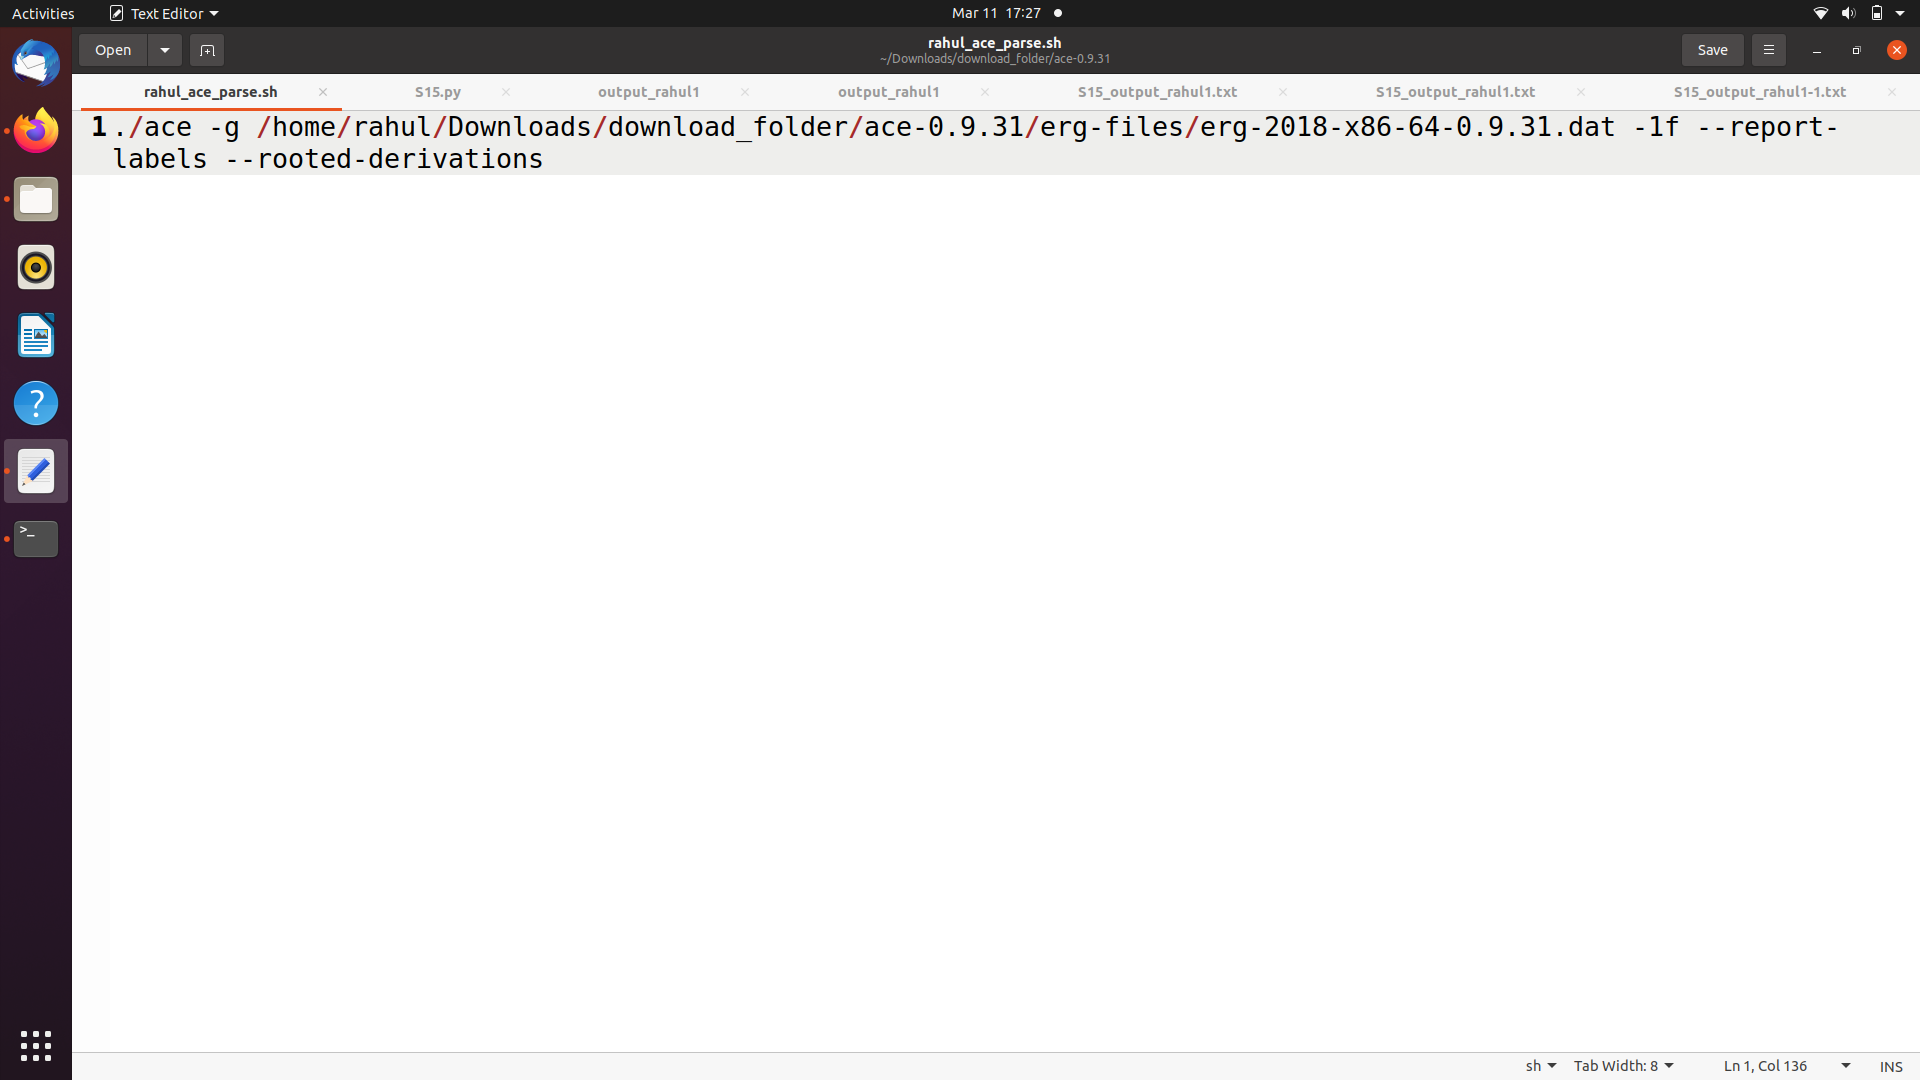 Activities Text Editor Mar 11 17:27
Open rahul_ace_parse.sh Save
~/Downloads/download_folder/ace-0.9.31
rahul_ace_parse.sh S15.py output_rahul1 output_rahul1 S15_output_rahul1.txt S15_output_rahul1.txt S15_output_rahul1-1.txt
1 ./ace -g /home/rahul/Downloads/download_folder/ace-0.9.31/erg-files/erg-2018-x86-64-0.9.31.dat -1f --report-
labels --rooted-derivations
sh Tab Width: 8 Ln 1, Col 136 INS